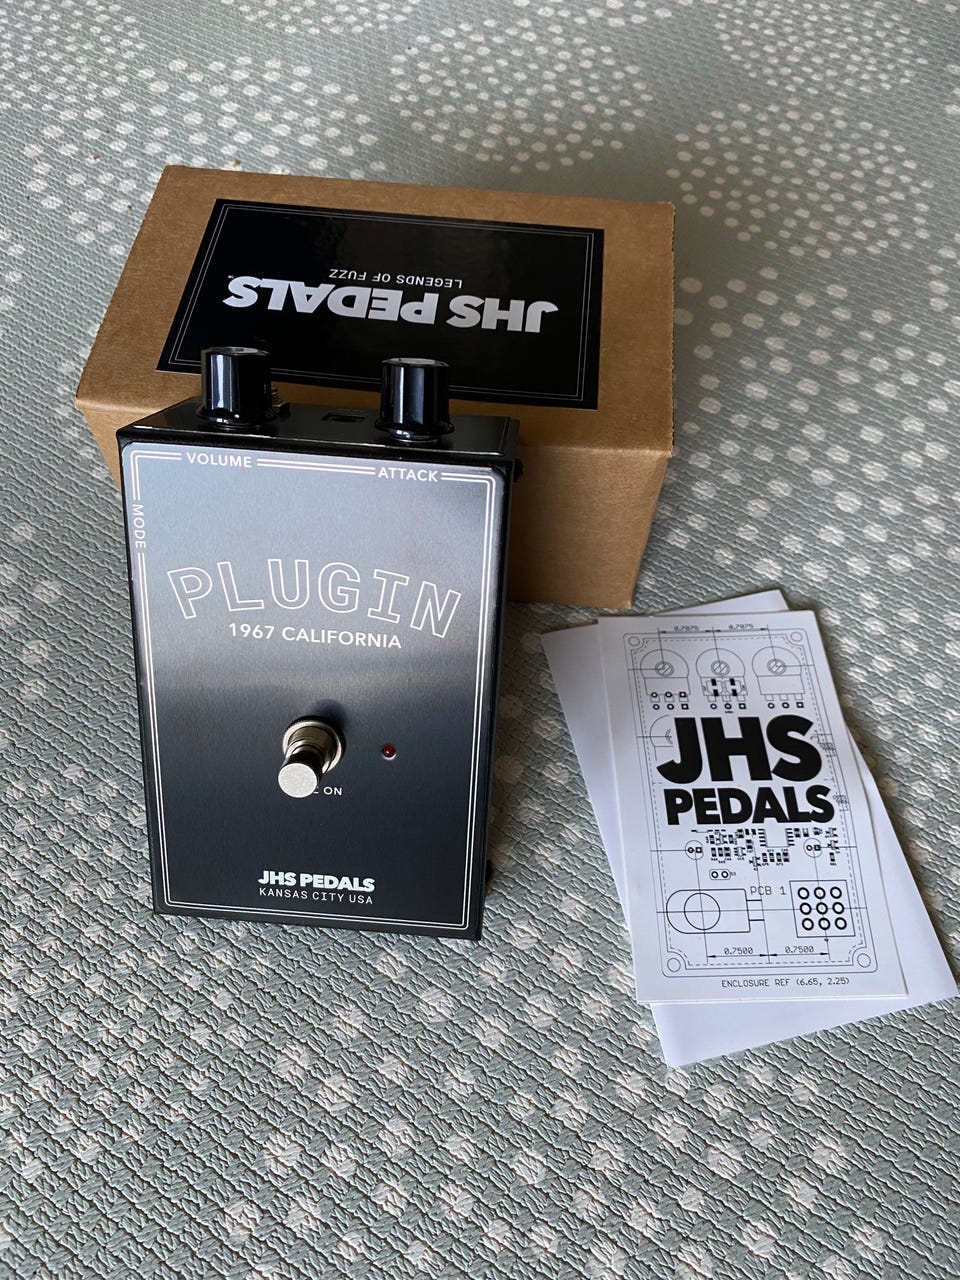 JHS PEDALS™
LEGENDS OF FUZZ
VOLUME
ATTACK
MODE
PLUGIN
1967 CALIFORNIA
ON
JHS PEDALS
KANSAS CITY USA
0.7875 0.7875
JHS
PEDALS
PCB 1
0.7500 0.7500
ENCLOSURE REF (6.65, 2.25)